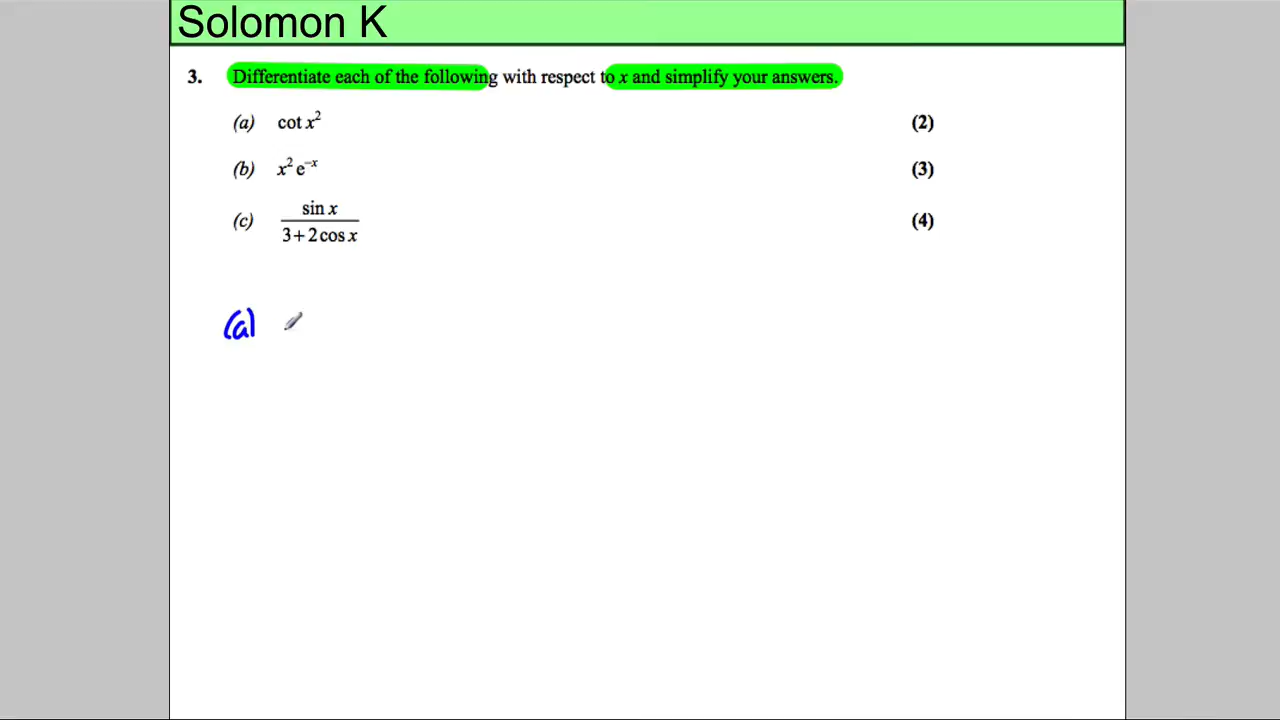 Solomon K
3. Differentiate each of the following with respect to x and simplify your answers.
(a) cot x² (2)
(b) x² e⁻ˣ (3)
(c) sin x / 3 + 2 cos x (4)
(a)